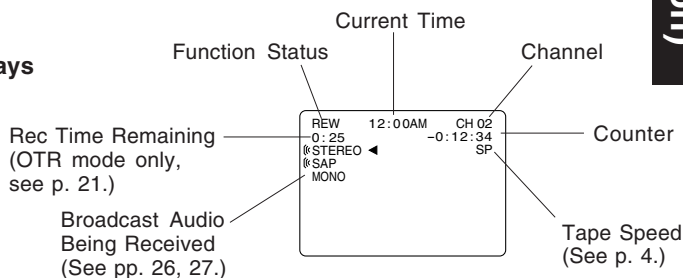 Current Time
Function Status
Channel
ays
REW 12:00AM CH 02
0:25 -0:12:34
STEREO ◄ SP
SAP
MONO
Rec Time Remaining
(OTR mode only,
see p. 21.)
Counter
Broadcast Audio
Being Received
(See pp. 26, 27.)
Tape Speed
(See p. 4.)